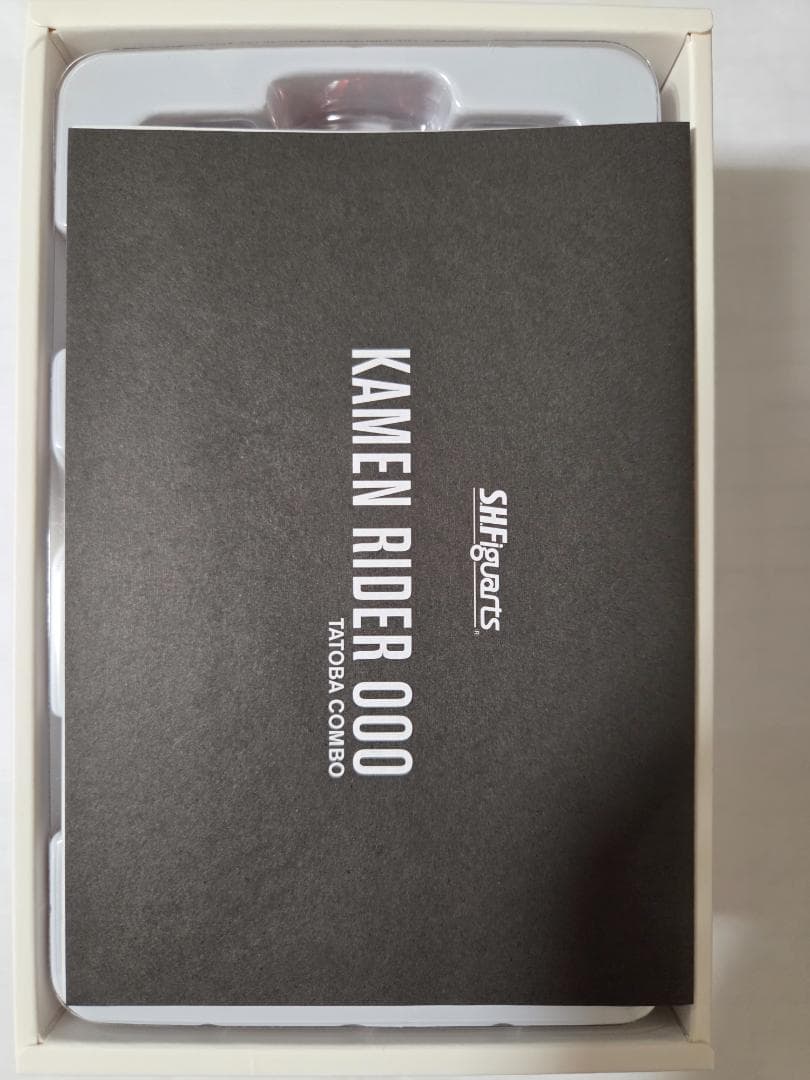 S.H.Figuarts
KAMEN RIDER OOO
TATOBA COMBO